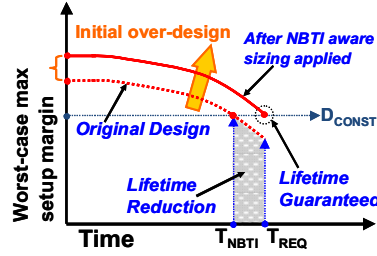 Initial over-design
After NBTI aware
sizing applied
Worst-case max
setup margin
Original Design
DCONST
Lifetime
Reduction
Lifetime
Guaranteed
Time
TNBTI
TREQ